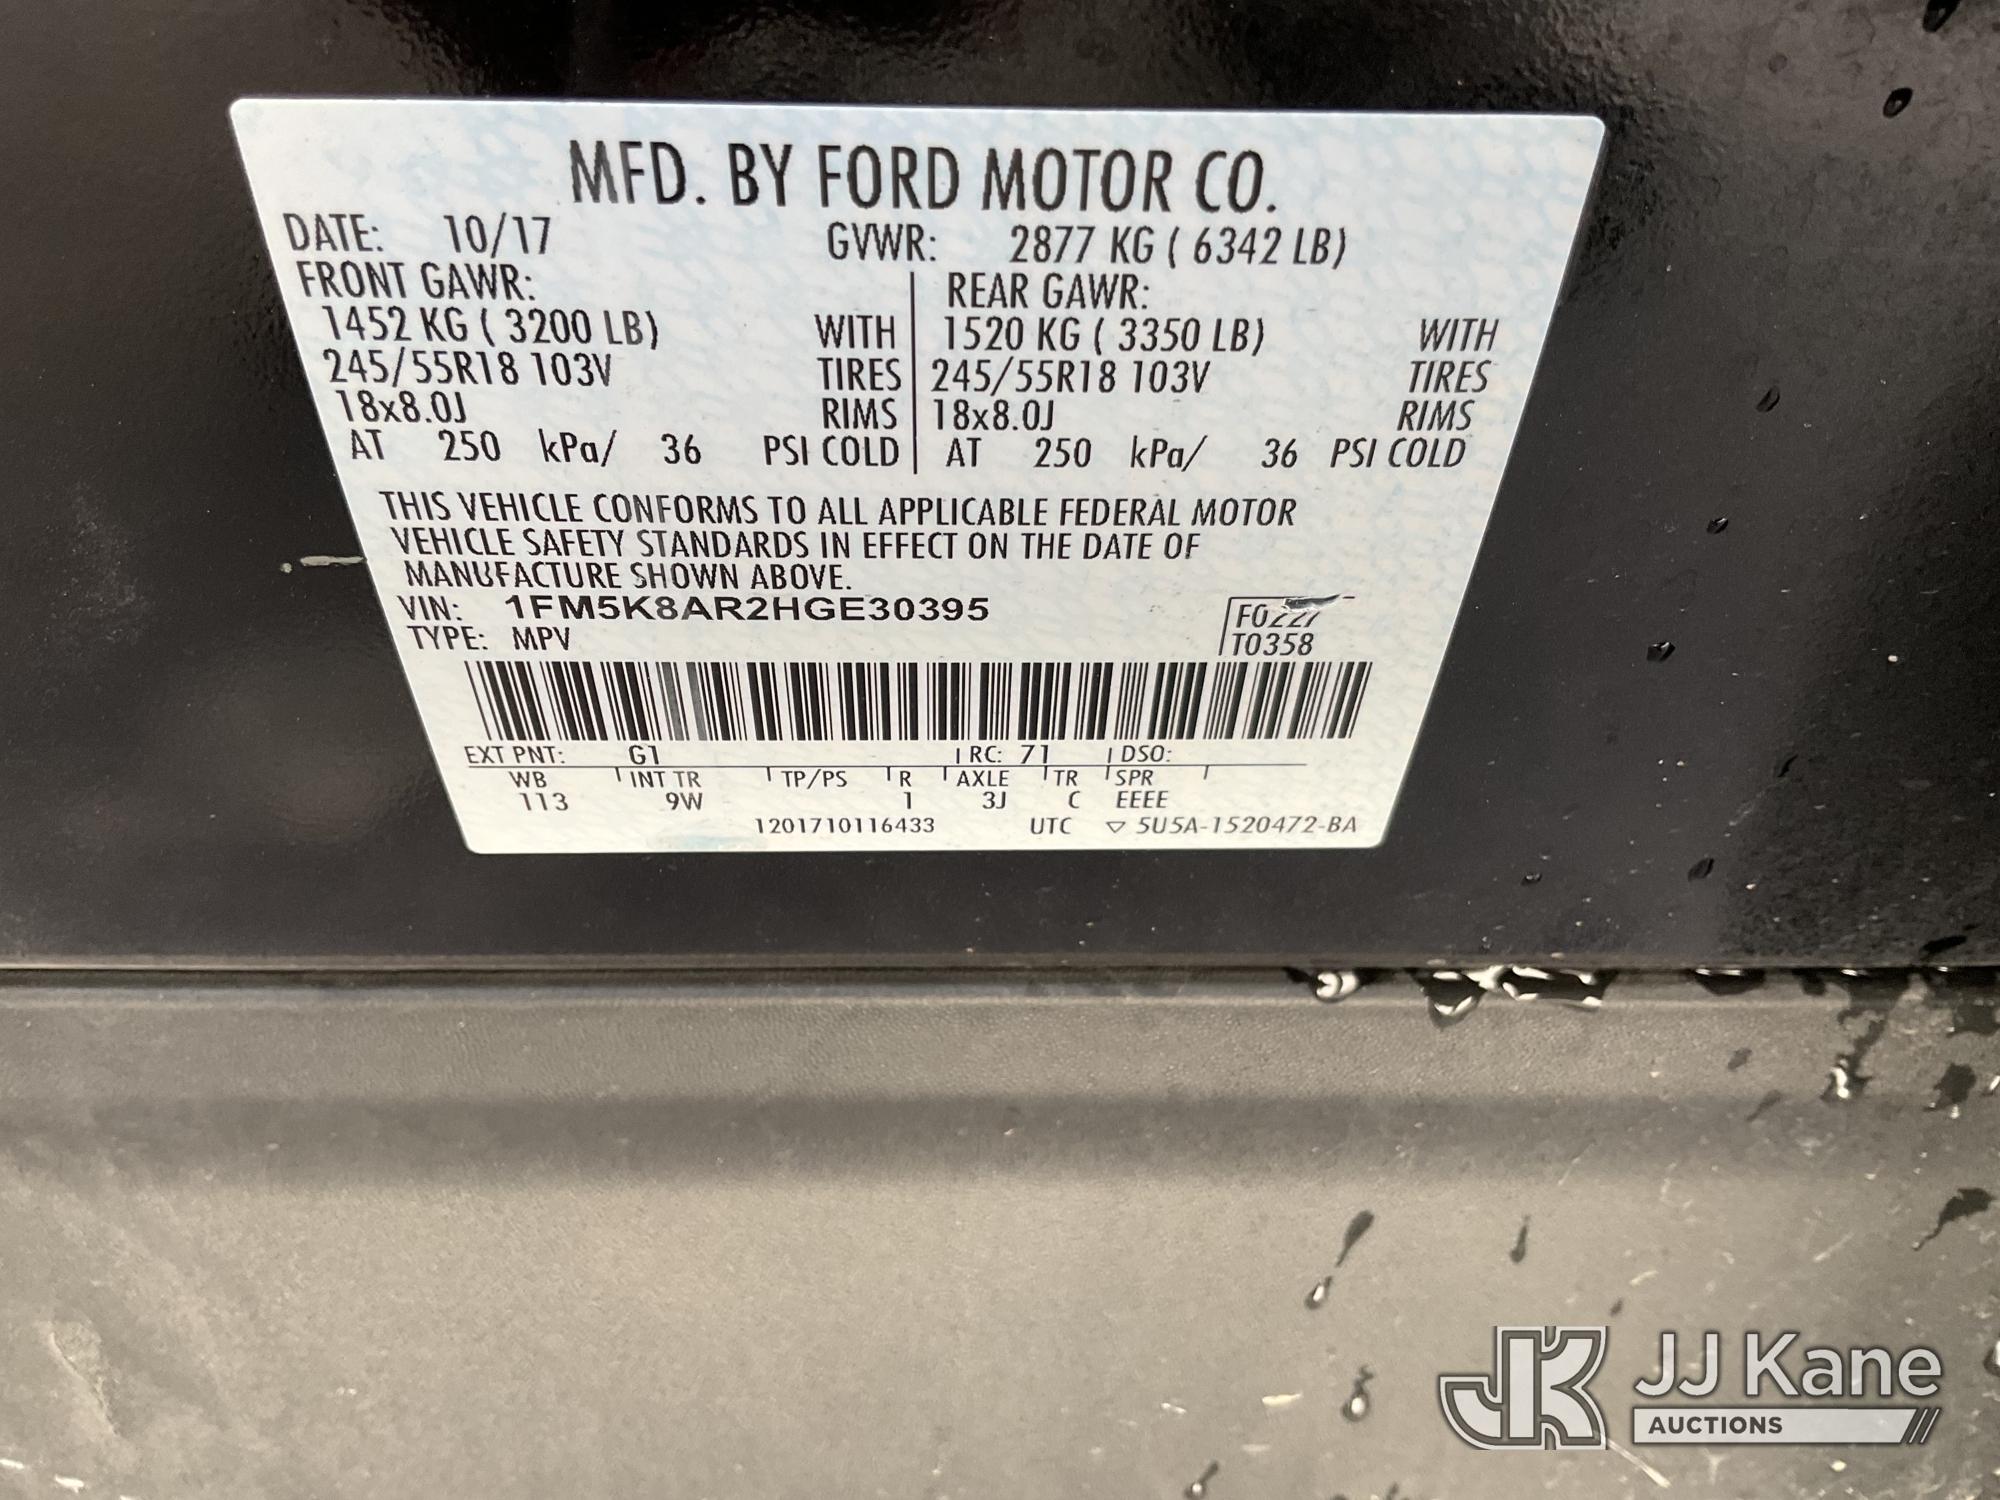 MFD. BY FORD MOTOR CO.
DATE: 10/17 GVWR: 2877 KG ( 6342 LB)
FRONT GAWR: REAR GAWR:
1452 KG ( 3200 LB) WITH 1520 KG ( 3350 LB) WITH
245/55R18 103V TIRES 245/55R18 103V TIRES
18x8.0J RIMS 18x8.0J RIMS
AT 250 kPa/ 36 PSI COLD AT 250 kPa/ 36 PSI COLD
THIS VEHICLE CONFORMS TO ALL APPLICABLE FEDERAL MOTOR
VEHICLE SAFETY STANDARDS IN EFFECT ON THE DATE OF
MANUFACTURE SHOWN ABOVE.
VIN: 1FM5K8AR2HGE30395
TYPE: MPV
T0358
EXT PNT: G1 RC: 71 DSO:
WB INT TR TP/PS R AXLE TR SPR
113 9W 1 3J C EEEE
1201710116433 UTC ▽ 5U5A-1520472-BA
JK JJ Kane
AUCTIONS